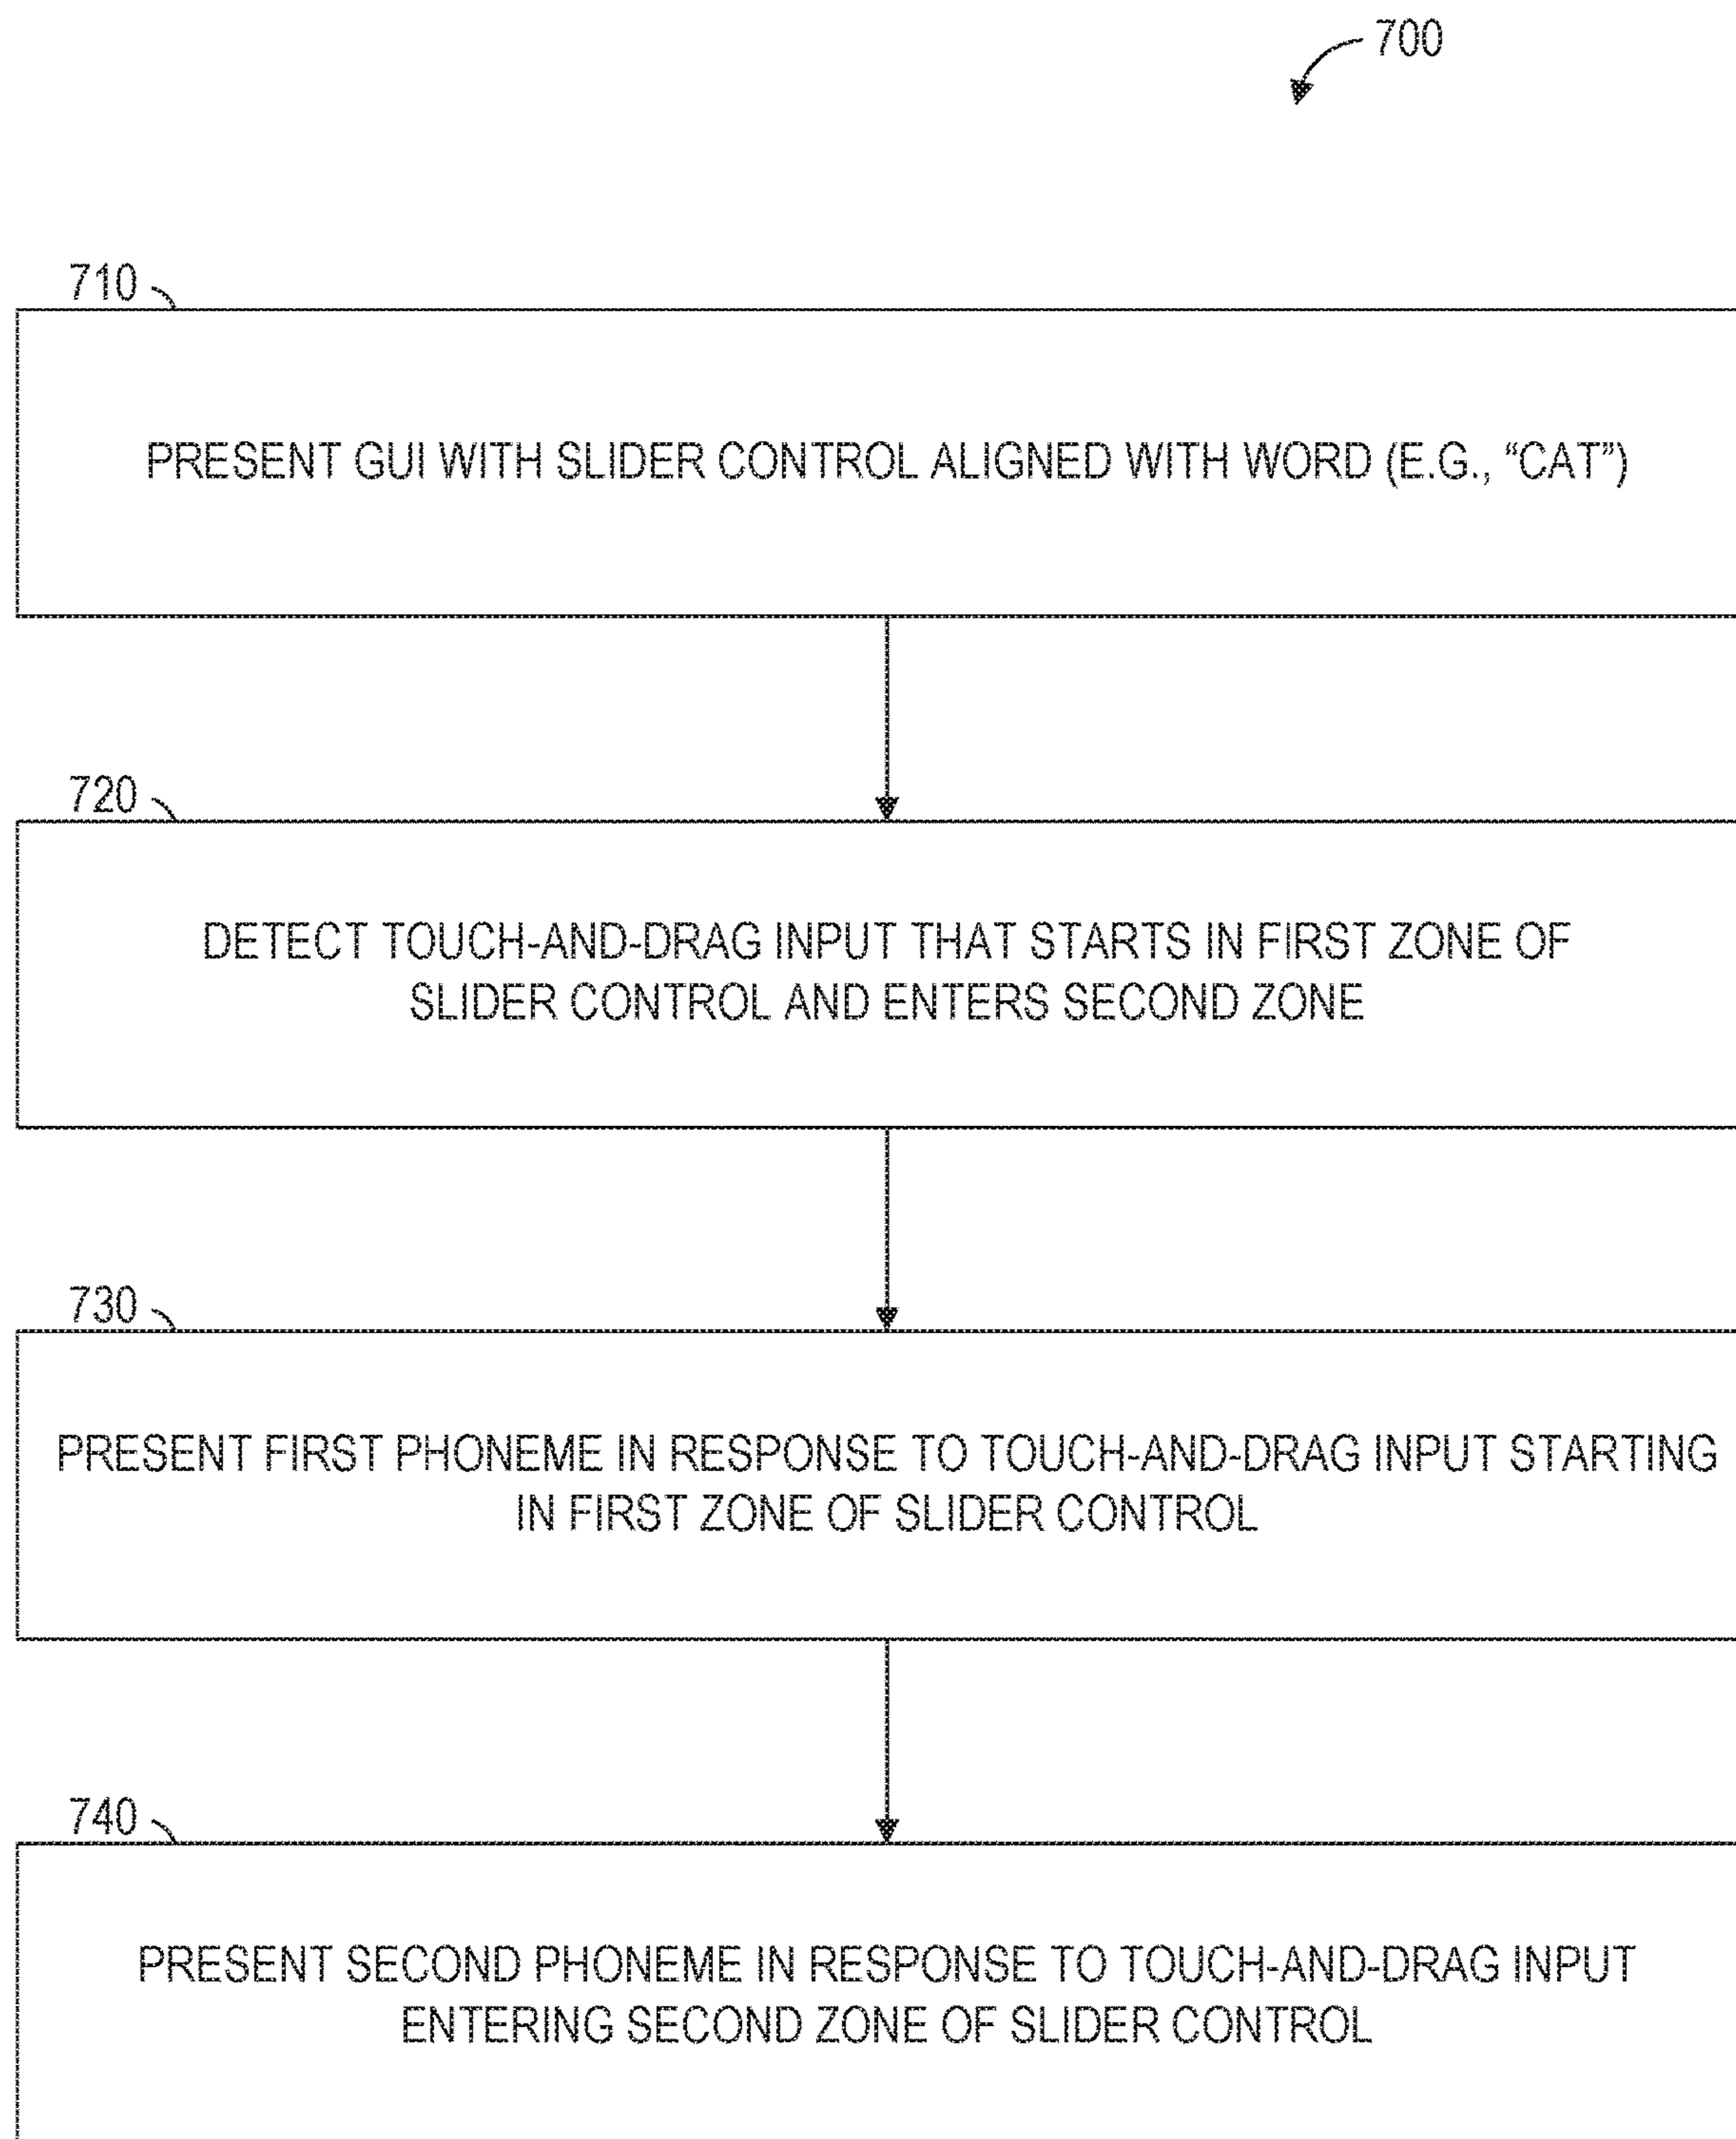 700
710
PRESENT GUI WITH SLIDER CONTROL ALIGNED WITH WORD (E.G., “CAT”)
720
DETECT TOUCH-AND-DRAG INPUT THAT STARTS IN FIRST ZONE OF
SLIDER CONTROL AND ENTERS SECOND ZONE
730
PRESENT FIRST PHONEME IN RESPONSE TO TOUCH-AND-DRAG INPUT STARTING
IN FIRST ZONE OF SLIDER CONTROL
740
PRESENT SECOND PHONEME IN RESPONSE TO TOUCH-AND-DRAG INPUT
ENTERING SECOND ZONE OF SLIDER CONTROL